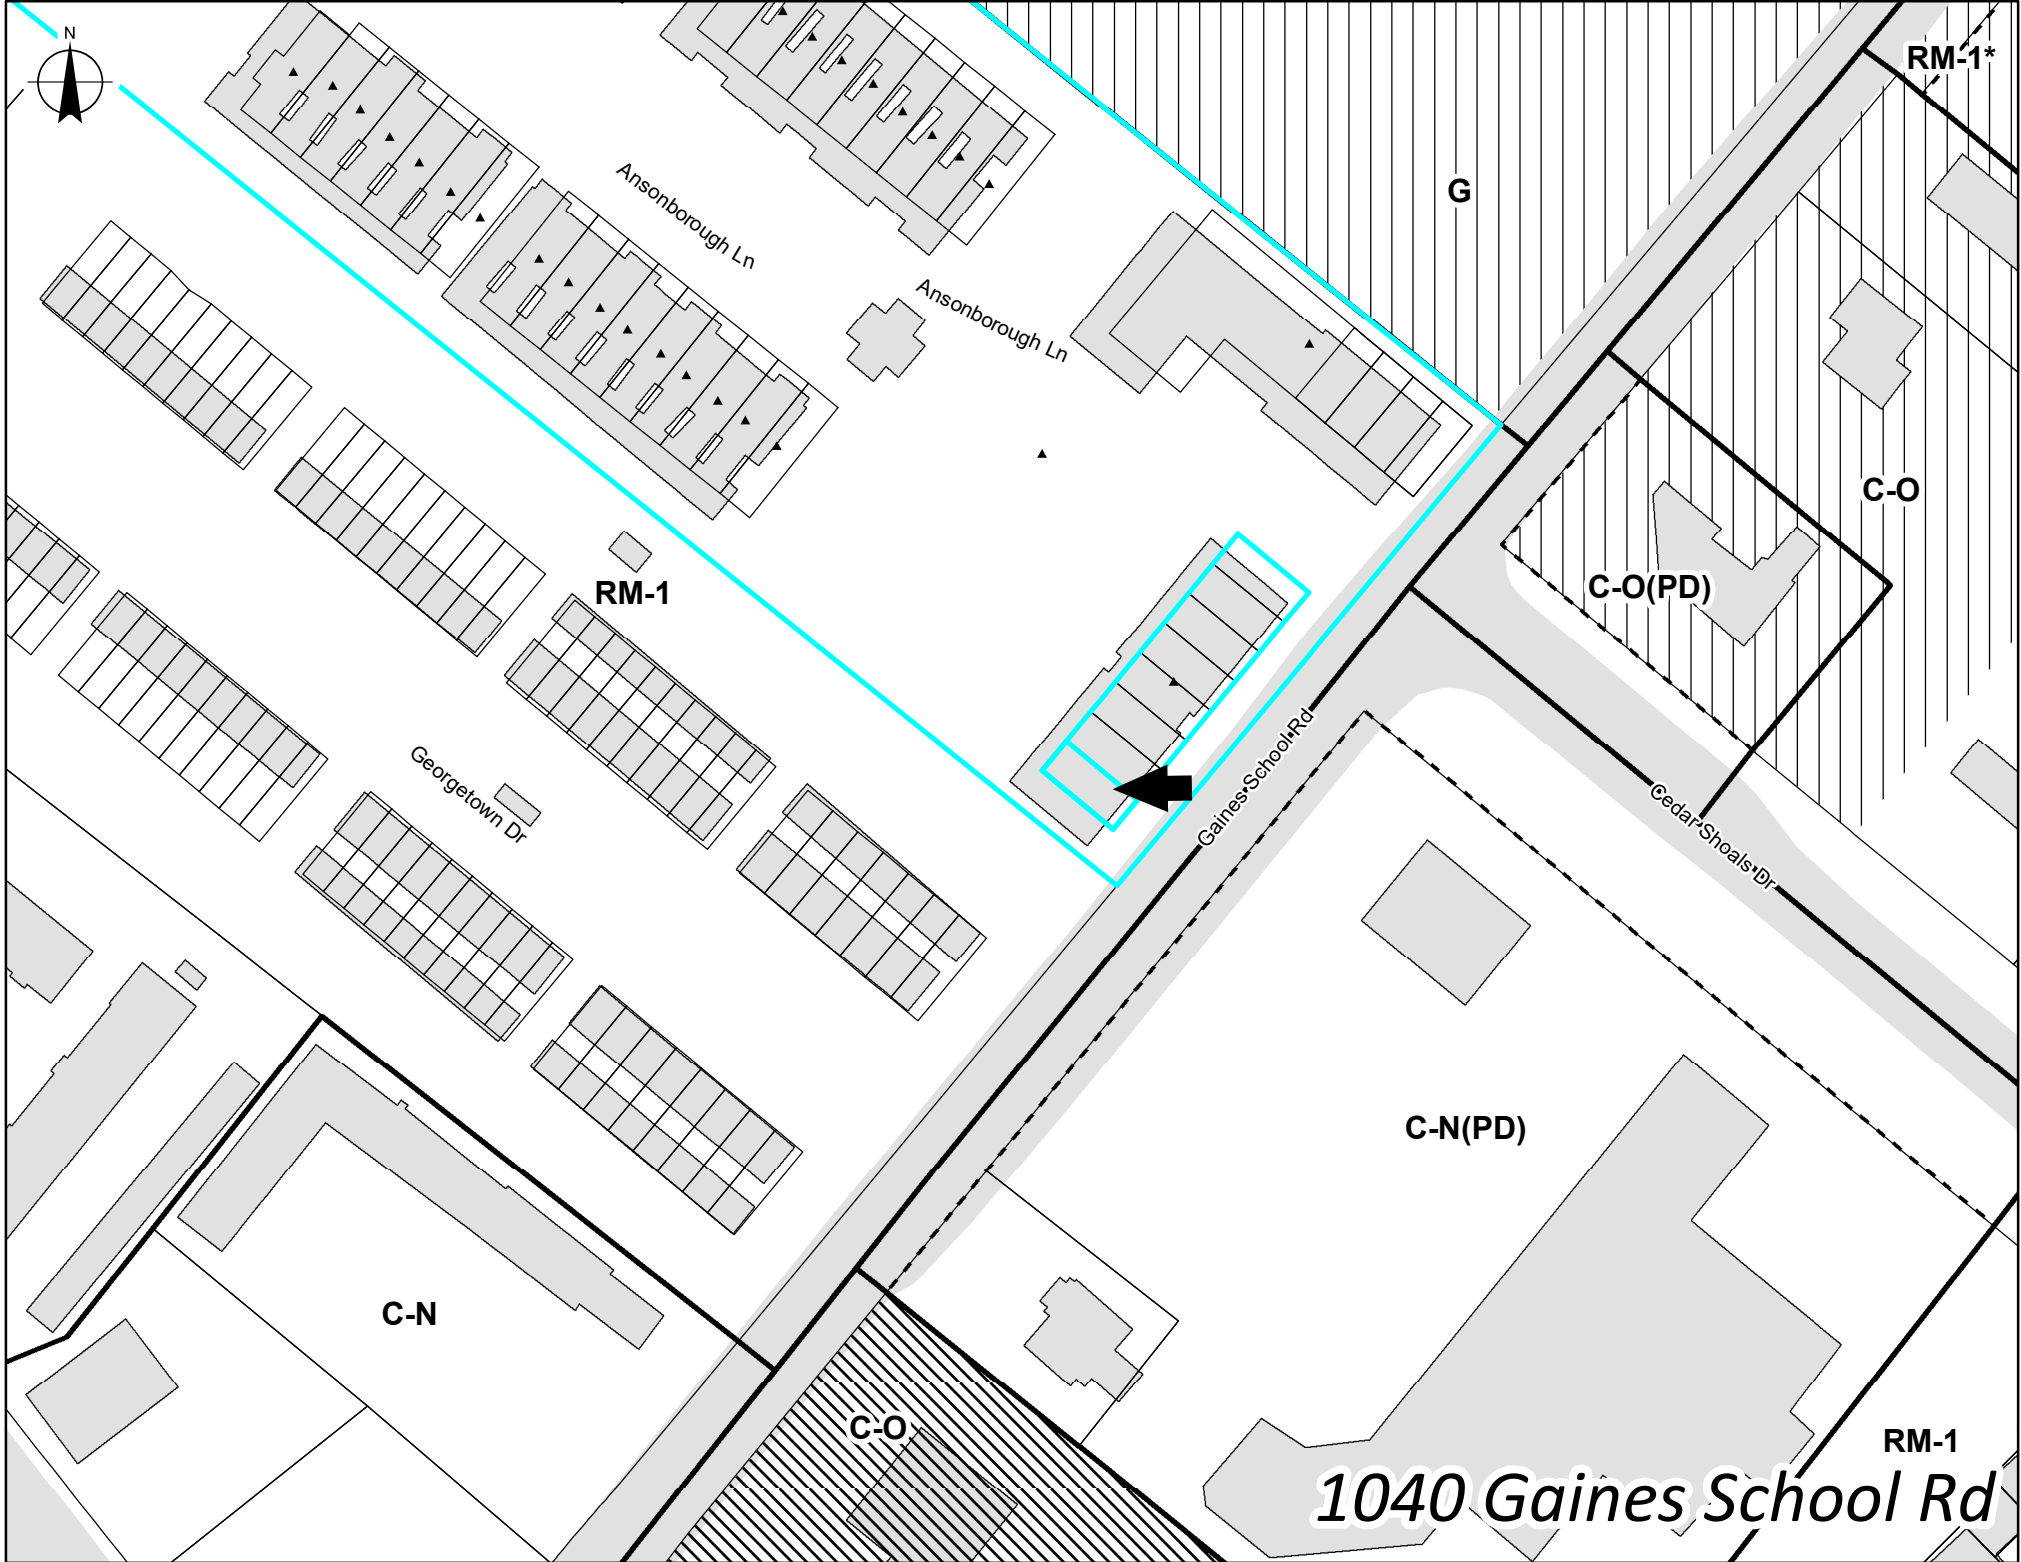 N
RM-1*
G
Ansonborough Ln
Ansonborough Ln
C-O
C-O(PD)
RM-1
Gaines School Rd
Georgetown Dr
Cedar Shoals Dr
C-N(PD)
C-N
C-O
RM-1
1040 Gaines School Rd